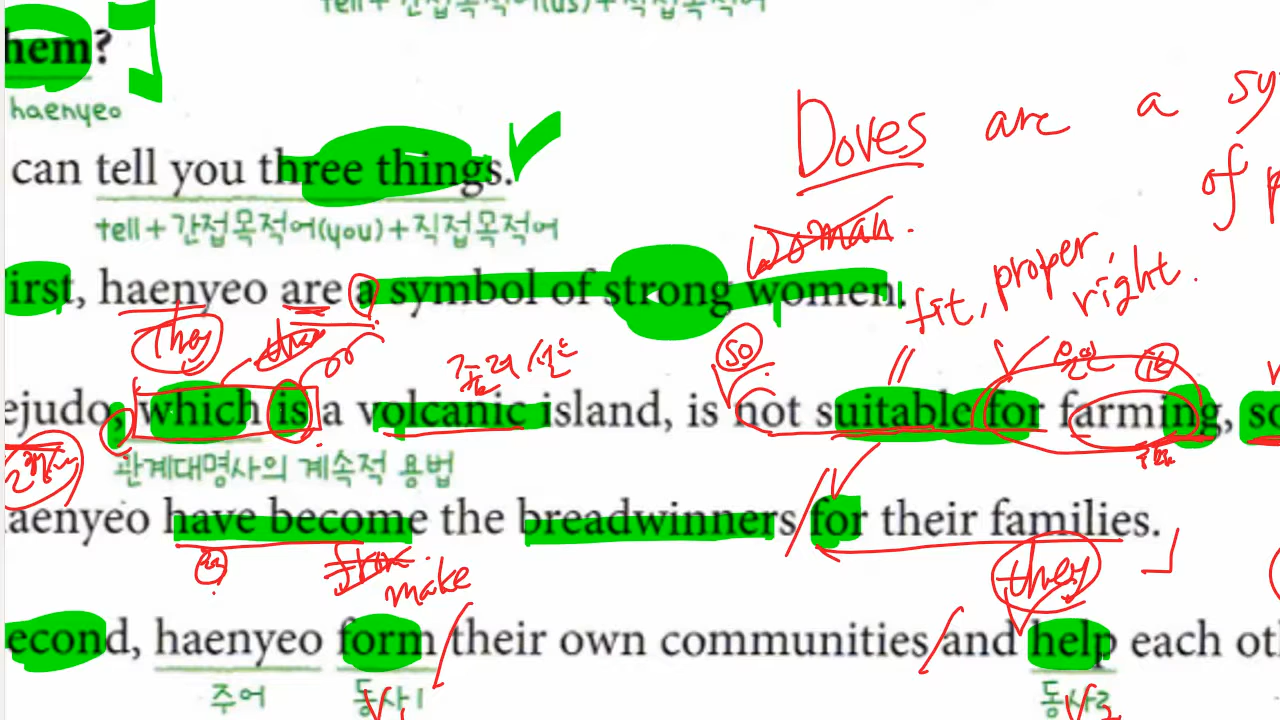 tell+간접목적어(us)+직접목적어
hem?
haenyeo
can tell you three things.
tell+간접목적어(you)+직접목적어
Doves are a sy
of p
woman.
irst, haenyeo are a symbol of strong women.
fit, proper
right.
They
so
ejudo, which is a volcanic island, is not suitable for farming, so
관계대명사의 계속적 용법
aenyeo have become the breadwinners for their families.
make
they
econd, haenyeo form their own communities and help each oth
주어 동사1 동사2